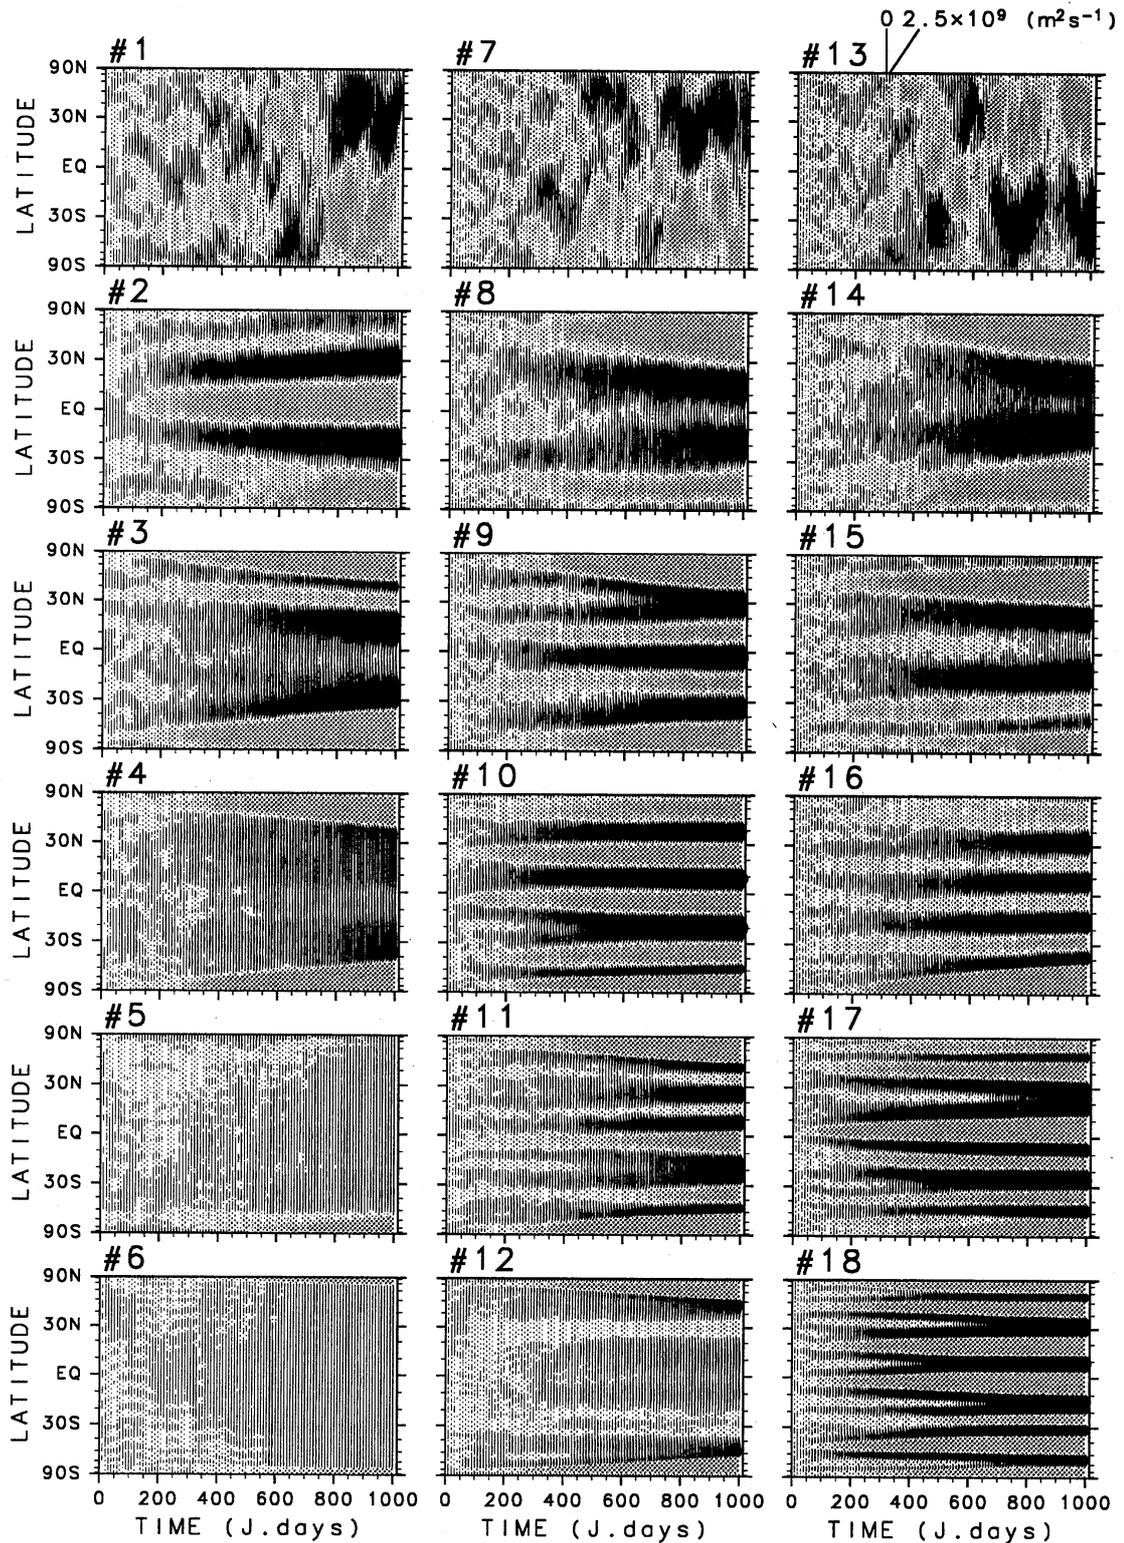 0 2.5×10⁹ (m²s⁻¹)
#1 #7 #13
90N
30N
EQ
30S
90S
LATITUDE
#2 #8 #14
90N
30N
EQ
30S
90S
LATITUDE
#3 #9 #15
90N
30N
EQ
30S
90S
LATITUDE
#4 #10 #16
90N
30N
EQ
30S
90S
LATITUDE
#5 #11 #17
90N
30N
EQ
30S
90S
LATITUDE
#6 #12 #18
90N
30N
EQ
30S
90S
LATITUDE
0 200 400 600 800 1000 0 200 400 600 800 1000 0 200 400 600 800 1000
TIME (J.days) TIME (J.days) TIME (J.days)